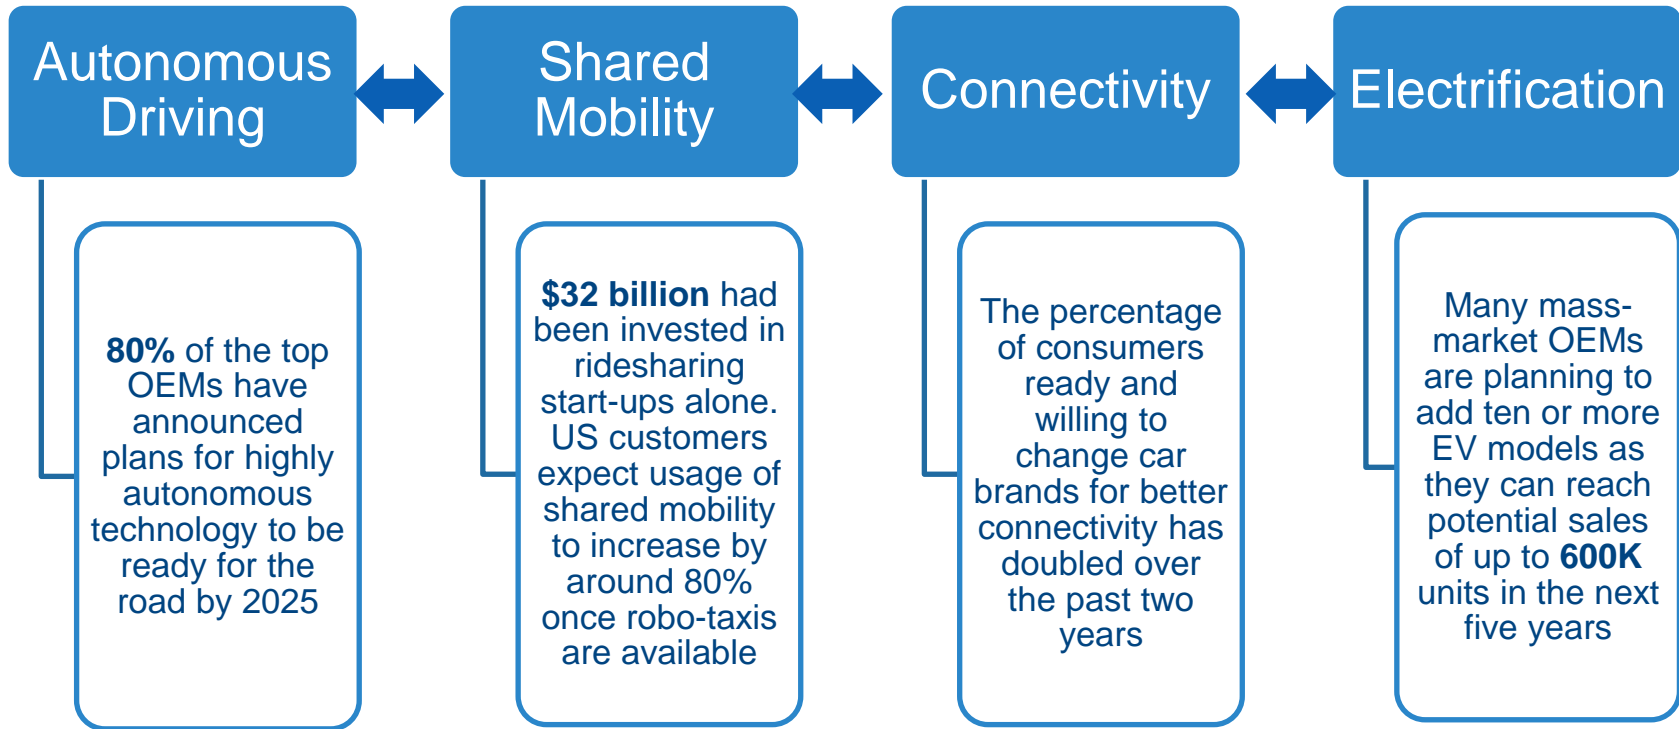 Autonomous
Driving
Shared
Mobility
Connectivity
Electrification
80% of the top
OEMs have
announced
plans for highly
autonomous
technology to be
ready for the
road by 2025
$32 billion had
been invested in
ridesharing
start-ups alone.
US customers
expect usage of
shared mobility
to increase by
around 80%
once robo-taxis
are available
The percentage
of consumers
ready and
willing to
change car
brands for better
connectivity has
doubled over
the past two
years
Many mass-
market OEMs
are planning to
add ten or more
EV models as
they can reach
potential sales
of up to 600K
units in the next
five years